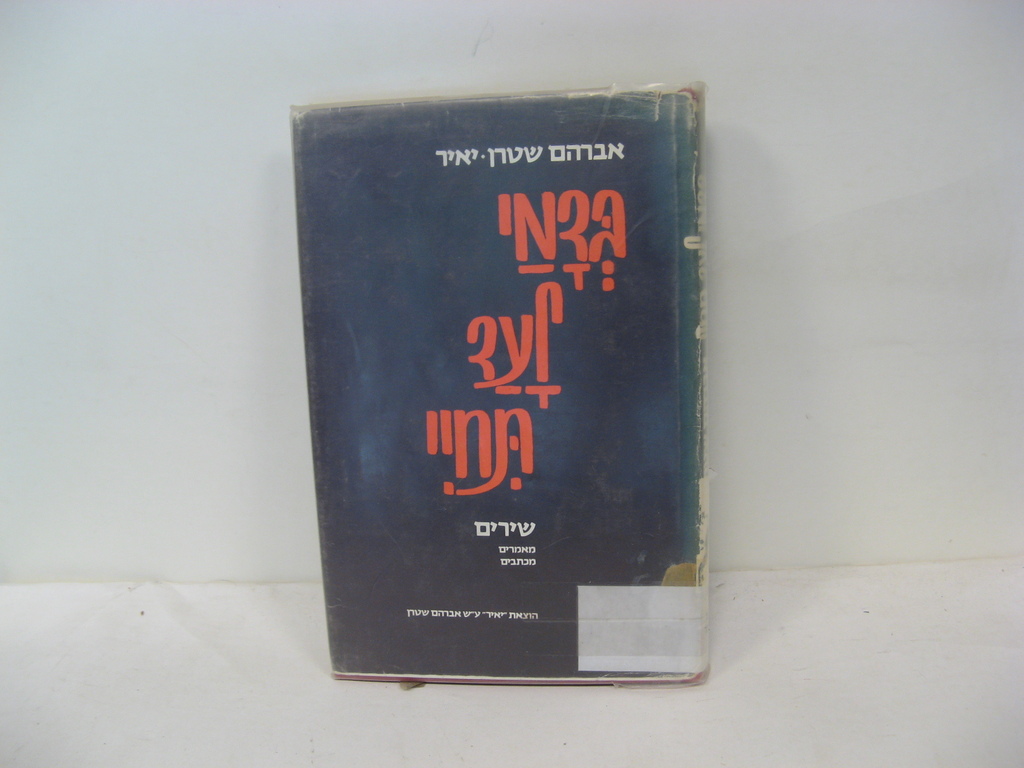 אברהם שטרן · יאיר
בְּדָמַי
לָעַד
תִּחְיִי
שירים
מאמרים
מכתבים
הוצאת "יאיר" ע"ש אברהם שטרן